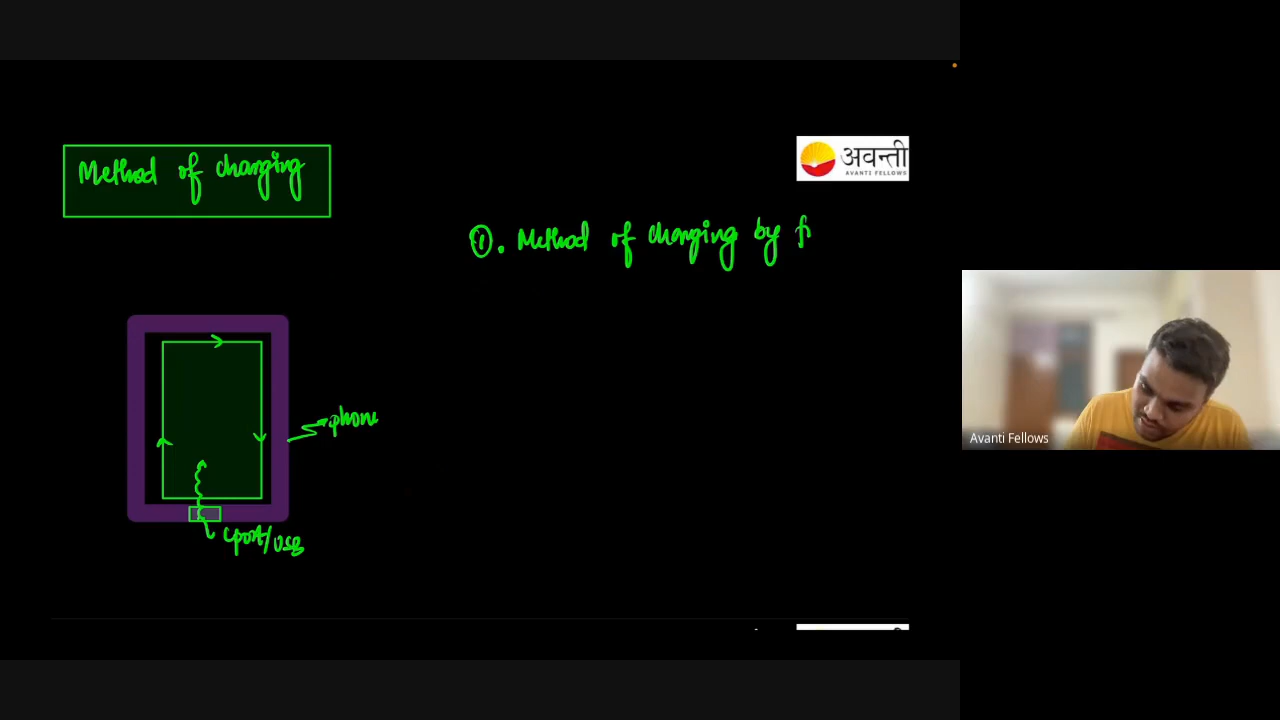 Method of charging
अवन्ती
AVANTI FELLOWS
①. Method of charging by f
phone
Cport/USB
Avanti Fellows